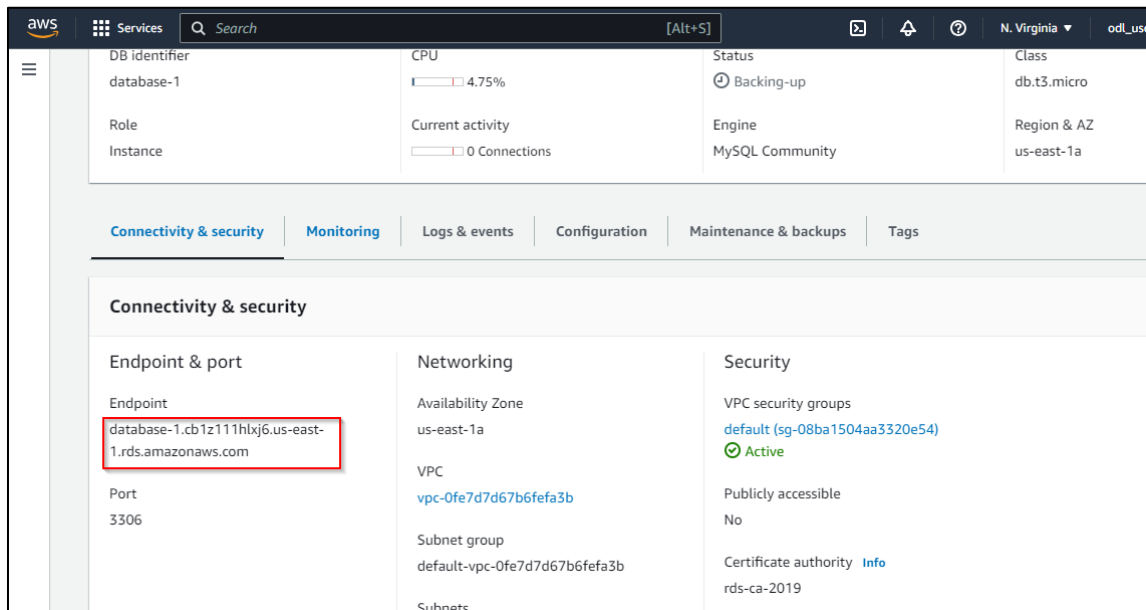 aws Services Search [Alt+S] N. Virginia odl_use
DB identifier CPU Status Class
database-1 4.75% Backing-up db.t3.micro
Role Current activity Engine Region & AZ
Instance 0 Connections MySQL Community us-east-1a
Connectivity & security Monitoring Logs & events Configuration Maintenance & backups Tags
Connectivity & security
Endpoint & port
Endpoint
database-1.cb1z111hlxj6.us-east-
1.rds.amazonaws.com
Port
3306
Networking
Availability Zone
us-east-1a
VPC
vpc-0fe7d7d67b6fefa3b
Subnet group
default-vpc-0fe7d7d67b6fefa3b
Subnets
Security
VPC security groups
default (sg-08ba1504aa3320e54)
Active
Publicly accessible
No
Certificate authority Info
rds-ca-2019